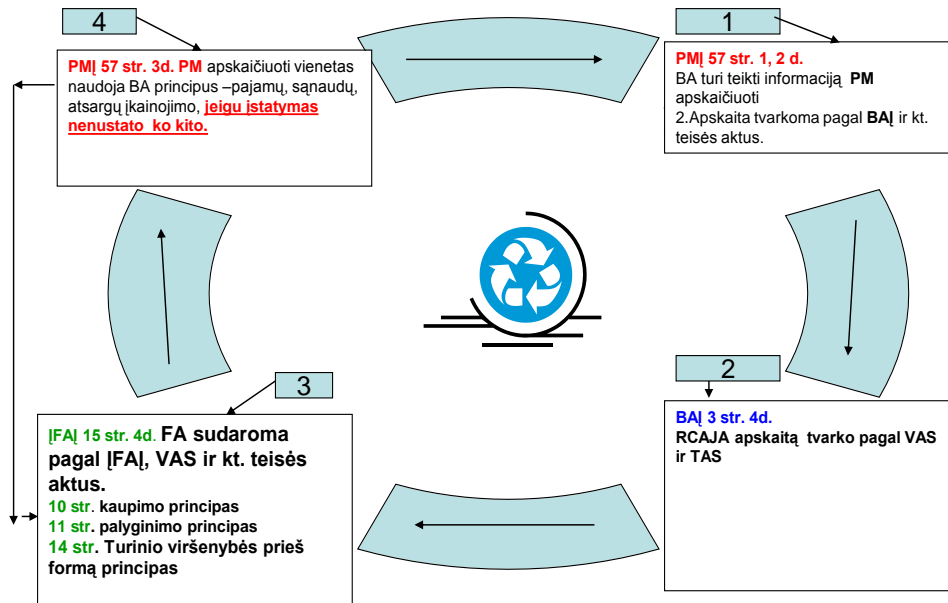 4
PMĮ 57 str. 3d. PM apskaičiuoti vienetas
naudoja BA principus –pajamų, sąnaudų,
atsargų įkainojimo, jeigu įstatymas
nenustato ko kito.
1
PMĮ 57 str. 1, 2 d.
BA turi teikti informaciją PM
apskaičiuoti
2.Apskaita tvarkoma pagal BAĮ ir kt.
teisės aktus.
2
BAĮ 3 str. 4d.
RCAJA apskaitą tvarko pagal VAS
ir TAS
3
ĮFAĮ 15 str. 4d. FA sudaroma
pagal ĮFAĮ, VAS ir kt. teisės
aktus.
10 str. kaupimo principas
11 str. palyginimo principas
14 str. Turinio viršenybės prieš
formą principas